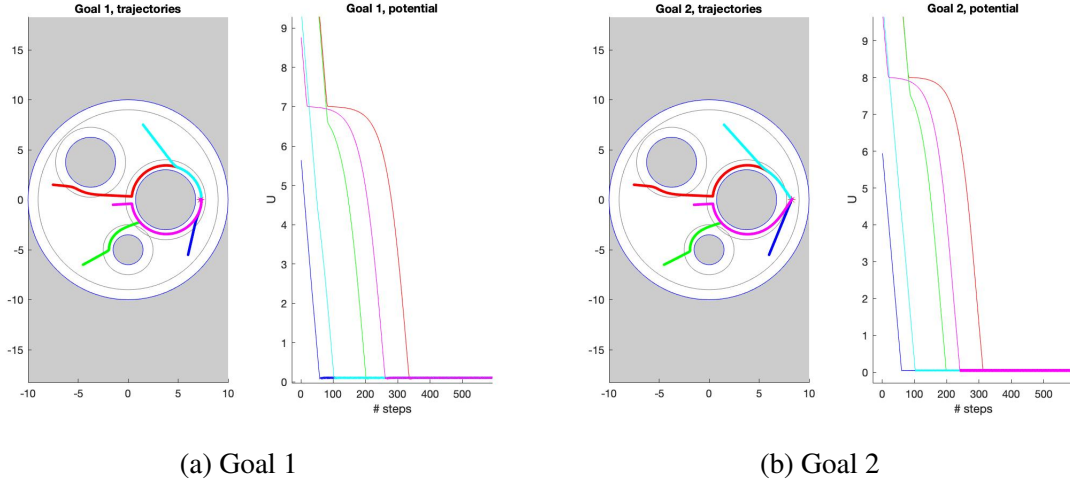 Goal 1, trajectories
15
10
5
0
-5
-10
-15
-10 -5 0 5 10
Goal 1, potential
9
8
7
6
5
4
3
2
1
0
U
0 100 200 300 400 500
# steps
(a) Goal 1
Goal 2, trajectories
15
10
5
0
-5
-10
-15
-10 -5 0 5 10
Goal 2, potential
9
8
7
6
5
4
3
2
1
0
U
0 100 200 300 400 500
# steps
(b) Goal 2